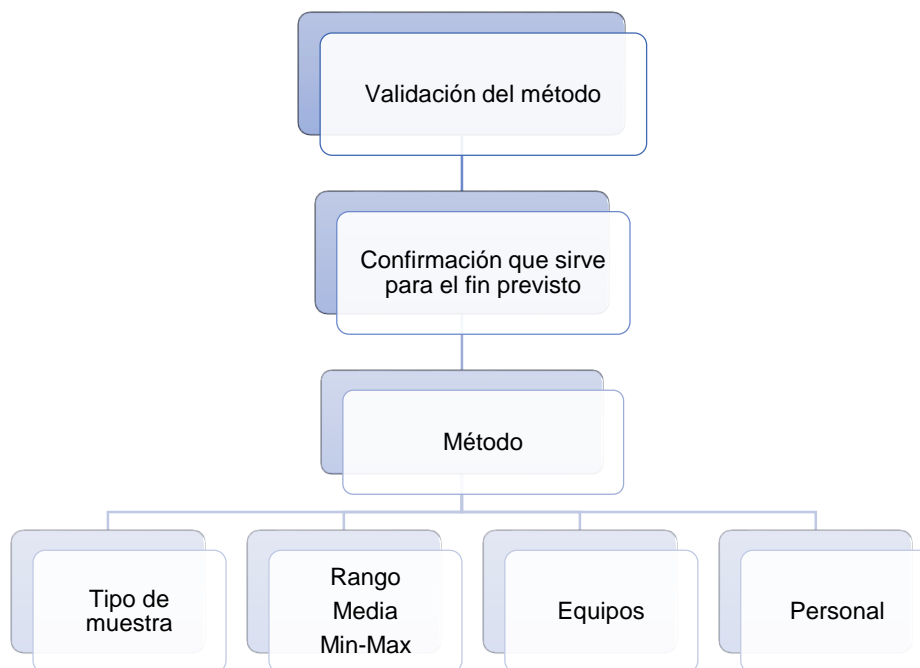 Validación del método
Confirmación que sirve
para el fin previsto
Método
Tipo de
muestra
Rango
Media
Min-Max
Equipos
Personal